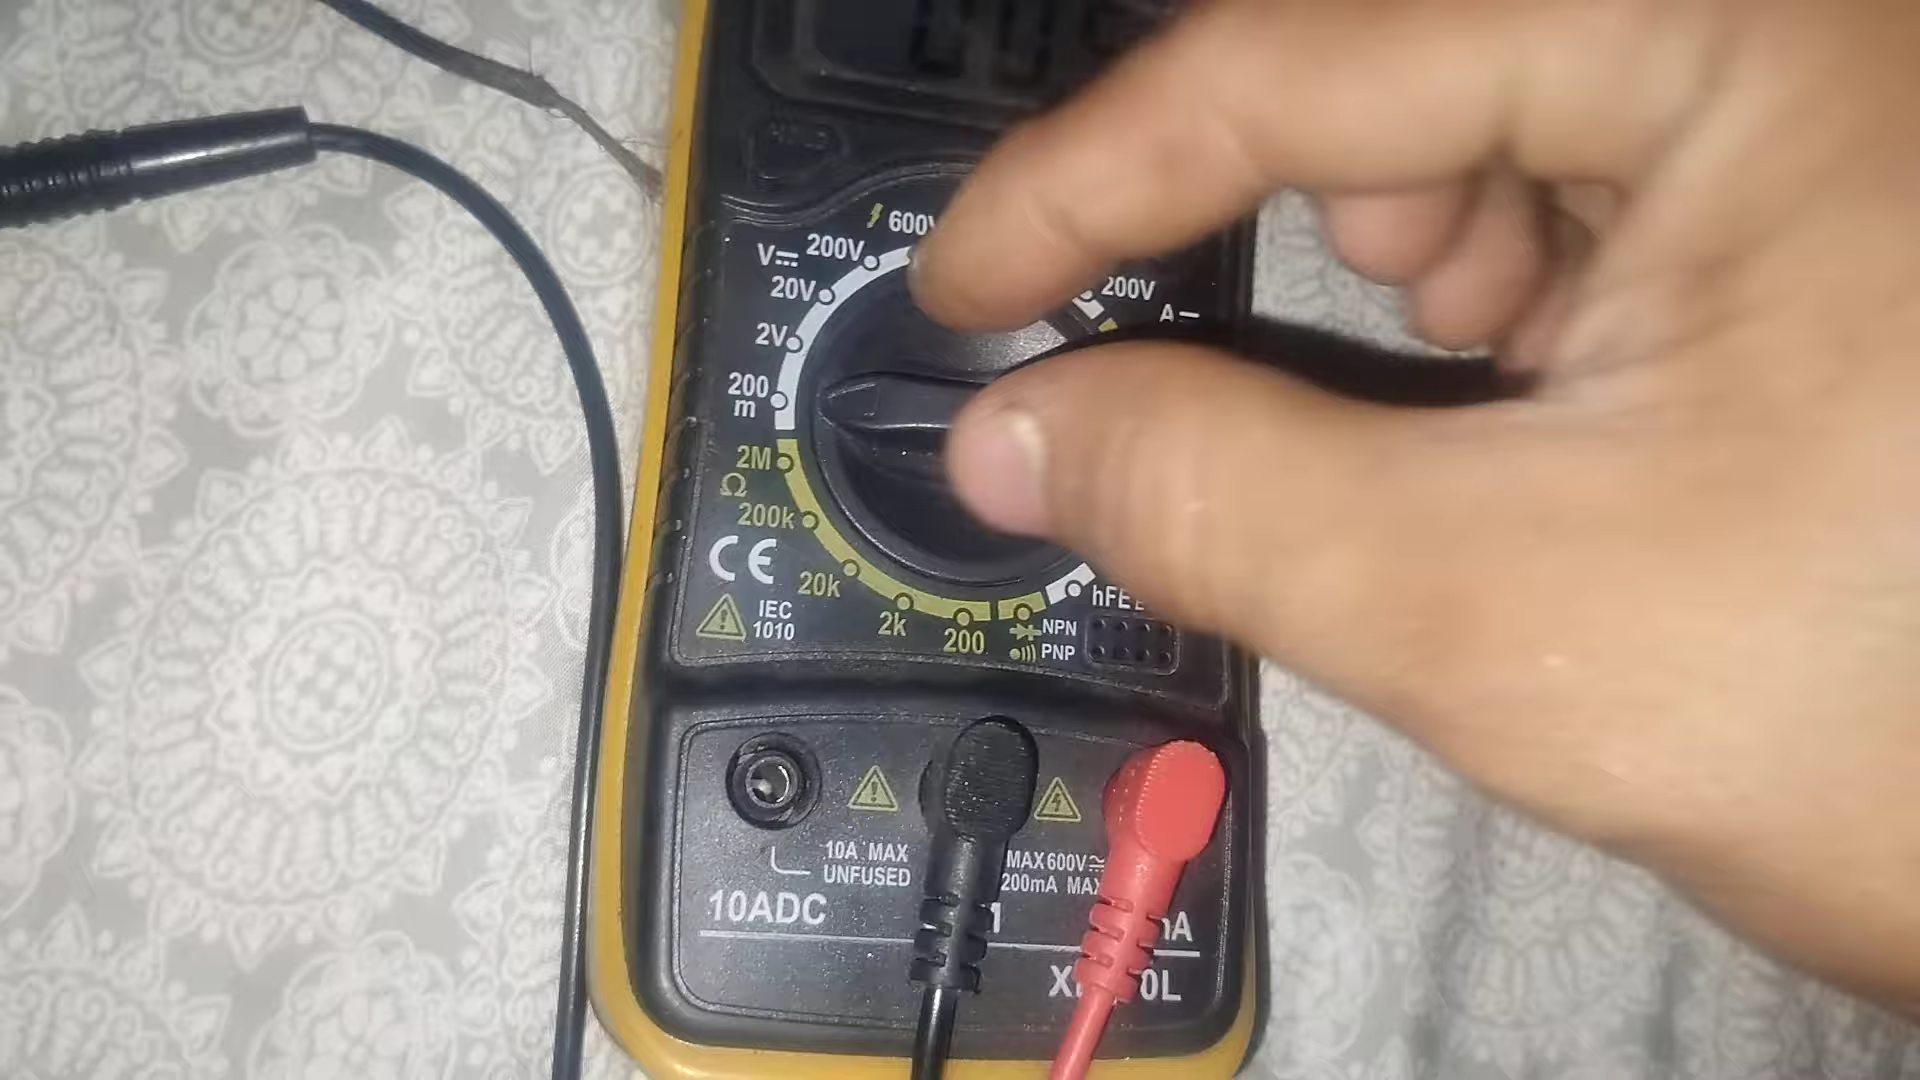 HOLD
600V
V 200V
200V
20V
A
2V
200
m
2M
Ω
200k
CE
20k
IEC
1010
2k
200
hFE
NPN
PNP
10A MAX
UNFUSED
MAX 600V
200mA MAX
10ADC